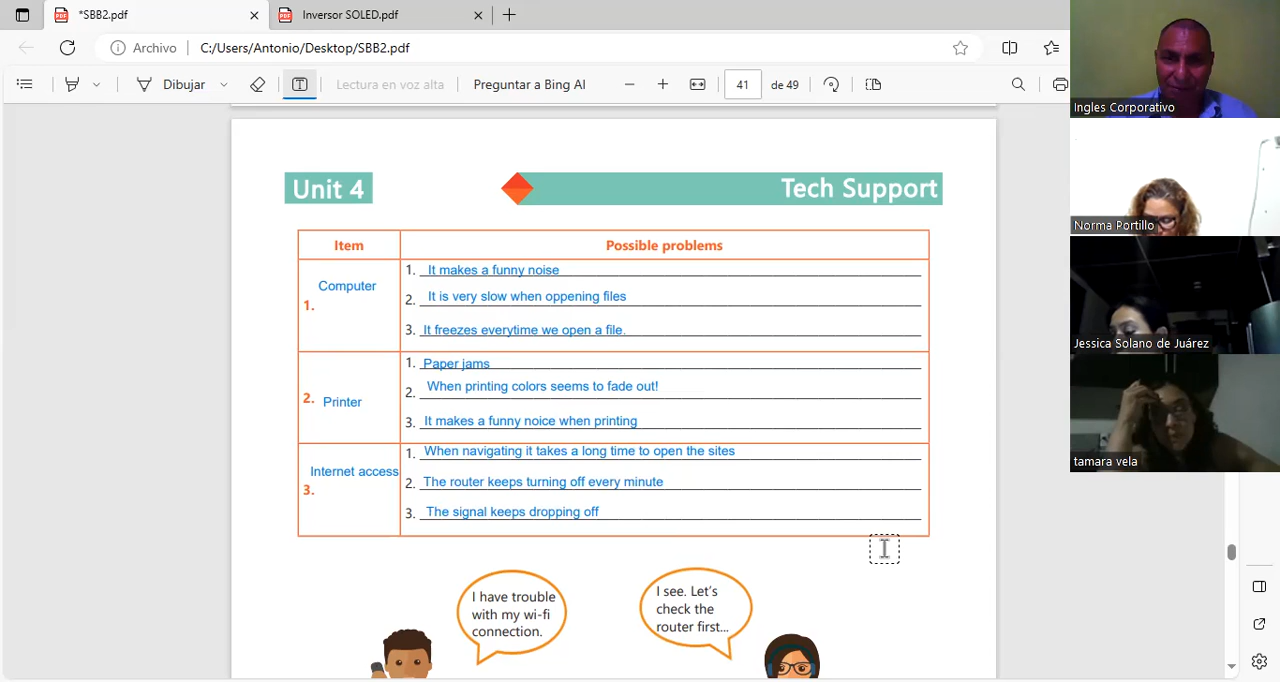 *SBB2.pdf
Inversor SOLED.pdf
Archivo
C:/Users/Antonio/Desktop/SBB2.pdf
Dibujar
Lectura en voz alta
Preguntar a Bing AI
41
de 49
Ingles Corporativo
Norma Portillo
Jessica Solano de Juárez
tamara vela
Unit 4
Tech Support
Item
Possible problems
Computer
1.
1. It makes a funny noise
2. It is very slow when oppening files
3. It freezes everytime we open a file.
2. Printer
1. Paper jams
2. When printing colors seems to fade out!
3. It makes a funny noice when printing
Internet access
3.
1. When navigating it takes a long time to open the sites
2. The router keeps turning off every minute
3. The signal keeps dropping off
I have trouble
with my wi-fi
connection.
I see. Let's
check the
router first...